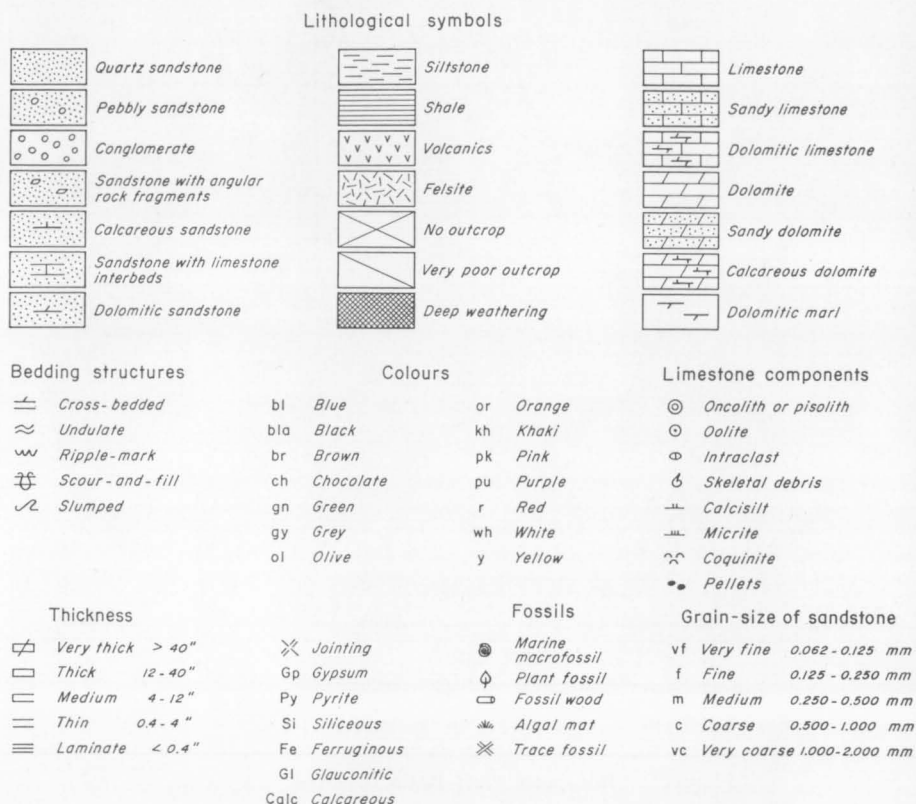 Lithological symbols
Quartz sandstone
Pebbly sandstone
Conglomerate
Sandstone with angular
rock fragments
Calcareous sandstone
Sandstone with limestone
interbeds
Dolomitic sandstone
Siltstone
Shale
Volcanics
Felsite
No outcrop
Very poor outcrop
Deep weathering
Limestone
Sandy limestone
Dolomitic limestone
Dolomite
Sandy dolomite
Calcareous dolomite
Dolomitic marl
Bedding structures
Cross-bedded
Undulate
Ripple-mark
Scour-and-fill
Slumped
Colours
bl Blue
bla Black
br Brown
ch Chocolate
gn Green
gy Grey
ol Olive
or Orange
kh Khaki
pk Pink
pu Purple
r Red
wh White
y Yellow
Limestone components
Oncolith or pisolith
Oolite
Intraclast
Skeletal debris
Calcisilt
Micrite
Coquinite
Pellets
Thickness
Very thick > 40"
Thick 12-40"
Medium 4-12"
Thin 0.4-4"
Laminate < 0.4"
Jointing
Gp Gypsum
Py Pyrite
Si Siliceous
Fe Ferruginous
Gl Glauconitic
Calc Calcareous
Fossils
Marine
macrofossil
Plant fossil
Fossil wood
Algal mat
Trace fossil
Grain-size of sandstone
vf Very fine 0.062-0.125 mm
f Fine 0.125-0.250 mm
m Medium 0.250-0.500 mm
c Coarse 0.500-1.000 mm
vc Very coarse 1.000-2.000 mm